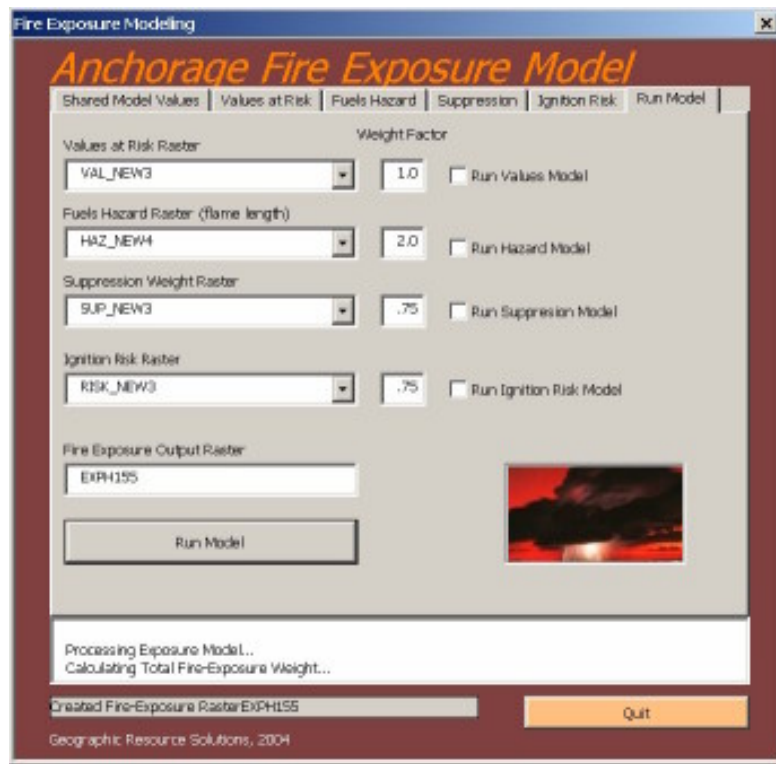 Fire Exposure Modeling
Anchorage Fire Exposure Model
Shared Model Values Values at Risk Fuels Hazard Suppression Ignition Risk Run Model
Weight Factor
Values at Risk Raster
VAL_NEW3 1.0 Run Values Model
Fuels Hazard Raster (flame length)
HAZ_NEW4 2.0 Run Hazard Model
Suppression Weight Raster
SUP_NEW3 .75 Run Suppresion Model
Ignition Risk Raster
RISK_NEW3 .75 Run Ignition Risk Model
Fire Exposure Output Raster
EXPH155
Run Model
Processing Exposure Model...
Calculating Total Fire-Exposure Weight...
Created Fire-Exposure RasterEXPH155
Quit
Geographic Resource Solutions, 2004